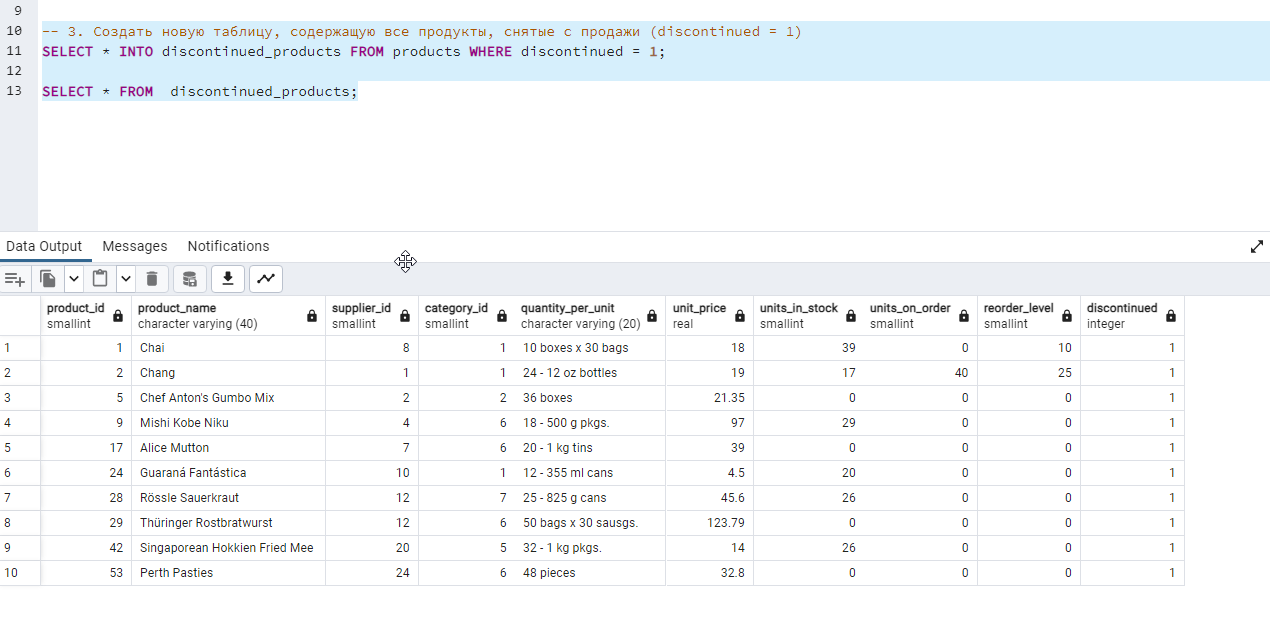 9
10 -- 3. Создать новую таблицу, содержащую все продукты, снятые с продажи (discontinued = 1)
11 SELECT * INTO discontinued_products FROM products WHERE discontinued = 1;
12
13 SELECT * FROM  discontinued_products;
Data Output Messages Notifications
product_id product_name supplier_id category_id quantity_per_unit unit_price units_in_stock units_on_order reorder_level discontinued
smallint character varying (40) smallint smallint character varying (20) real smallint smallint smallint integer
1 1 Chai 8 1 10 boxes x 30 bags 18 39 0 10 1
2 2 Chang 1 1 24 - 12 oz bottles 19 17 40 25 1
3 5 Chef Anton's Gumbo Mix 2 2 36 boxes 21.35 0 0 0 1
4 9 Mishi Kobe Niku 4 6 18 - 500 g pkgs. 97 29 0 0 1
5 17 Alice Mutton 7 6 20 - 1 kg tins 39 0 0 0 1
6 24 Guaraná Fantástica 10 1 12 - 355 ml cans 4.5 20 0 0 1
7 28 Rössle Sauerkraut 12 7 25 - 825 g cans 45.6 26 0 0 1
8 29 Thüringer Rostbratwurst 12 6 50 bags x 30 sausgs. 123.79 0 0 0 1
9 42 Singaporean Hokkien Fried Mee 20 5 32 - 1 kg pkgs. 14 26 0 0 1
10 53 Perth Pasties 24 6 48 pieces 32.8 0 0 0 1